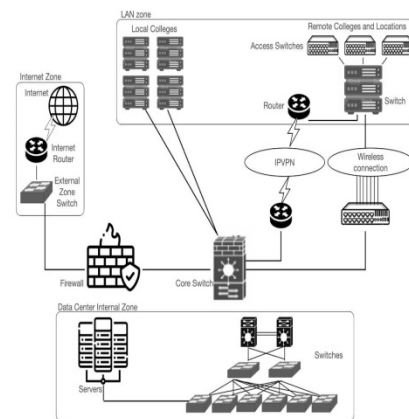 LAN zone
Local Colleges
Remote Colleges and Locations
Access Switches
Switch
Router
Internet Zone
Internet
Internet
Router
External
Zone
Switch
IPVPN
Wireless
connection
Firewall
Core Switch
Data Center Internal Zone
Switches
Servers